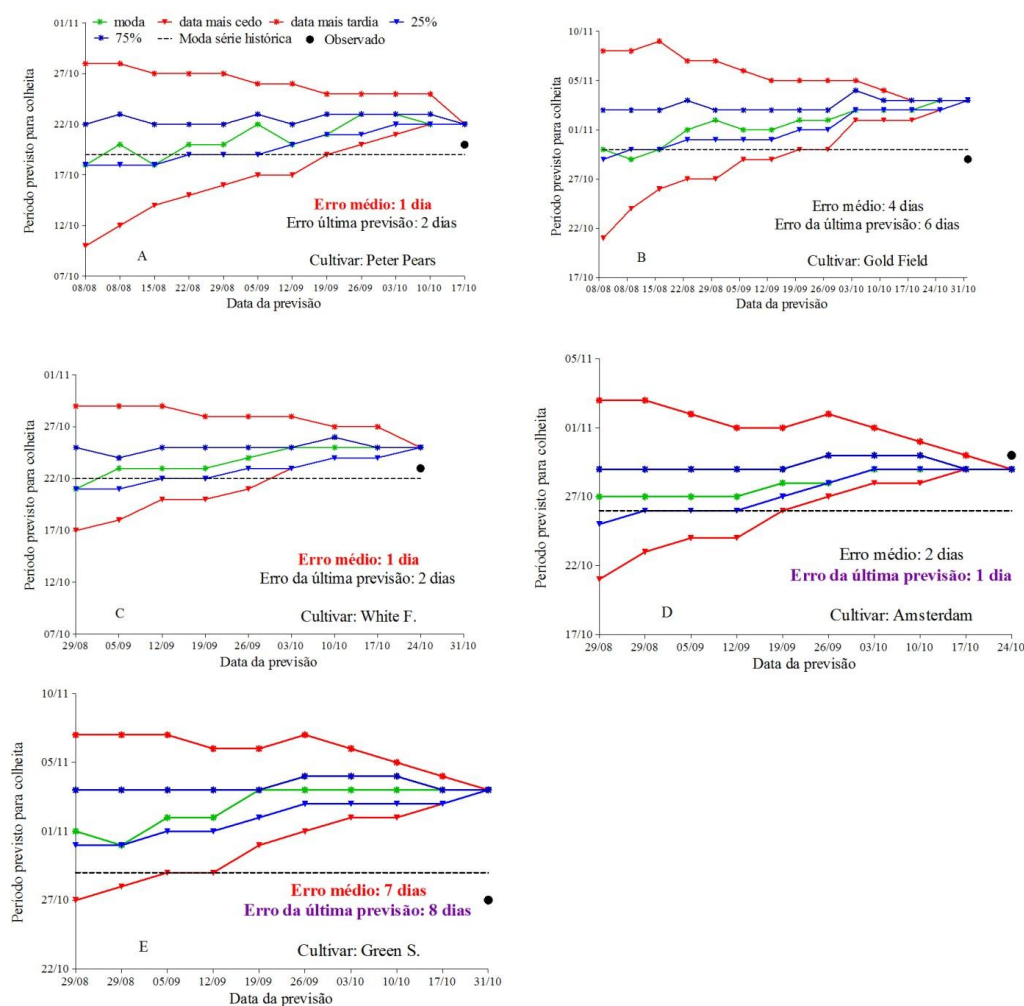 01/11 moda data mais cedo data mais tardia 25%
75% Moda série histórica Observado
Período previsto para colheita
27/10
22/10
17/10
12/10
07/10
Erro médio: 1 dia
Erro última previsão: 2 dias
A
Cultivar: Peter Pears
08/08 08/08 15/08 22/08 29/08 05/09 12/09 19/09 26/09 03/10 10/10 17/10
Data da previsão
Período previsto para colheita
10/11
05/11
01/11
27/10
22/10
17/10
Erro médio: 4 dias
Erro da última previsão: 6 dias
B
Cultivar: Gold Field
08/08 08/08 15/08 22/08 29/08 05/09 12/09 19/09 26/09 03/10 10/10 17/10 24/10 31/10
Data da previsão
Período previsto para colheita
01/11
27/10
22/10
17/10
12/10
07/10
Erro médio: 1 dia
Erro da última previsão: 2 dias
C
Cultivar: White F.
29/08 05/09 12/09 19/09 26/09 03/10 10/10 17/10 24/10 31/10
Data da previsão
Período previsto para colheita
05/11
01/11
27/10
22/10
17/10
Erro médio: 2 dias
Erro da última previsão: 1 dia
D
Cultivar: Amsterdam
29/08 29/08 05/09 12/09 19/09 26/09 03/10 10/10 17/10 24/10
Data da previsão
Período previsto para colheita
10/11
05/11
01/11
27/10
22/10
Erro médio: 7 dias
Erro da última previsão: 8 dias
E
Cultivar: Green S.
29/08 29/08 05/09 12/09 19/09 26/09 03/10 10/10 17/10 31/10
Data da previsão